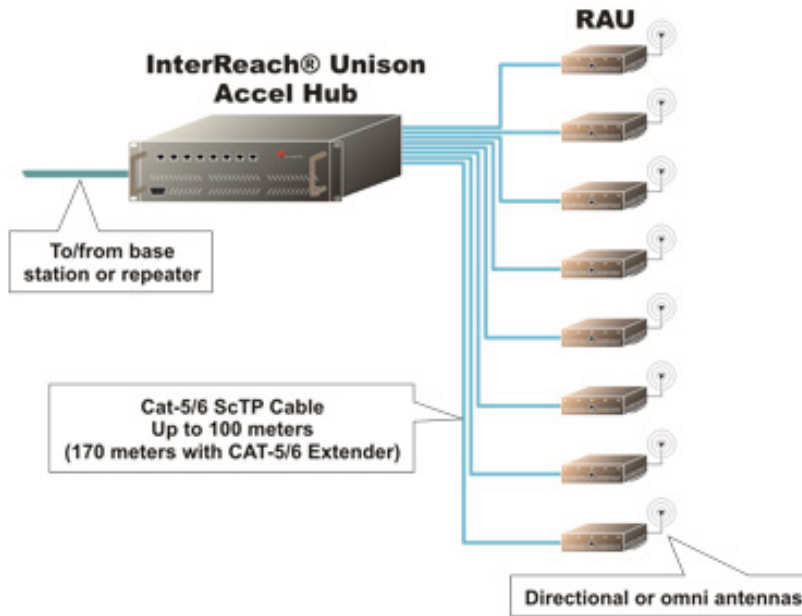 RAU
InterReach® Unison
Accel Hub
To/from base
station or repeater
Cat-5/6 ScTP Cable
Up to 100 meters
(170 meters with CAT-5/6 Extender)
Directional or omni antennas